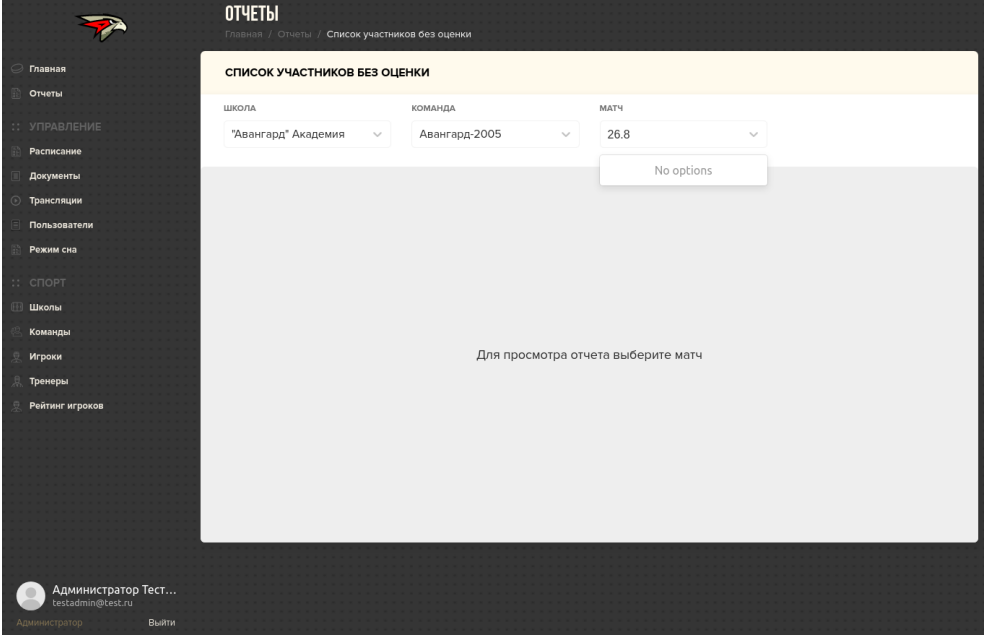 ОТЧЕТЫ
Главная / Отчеты / Список участников без оценки
Главная
Отчеты
УПРАВЛЕНИЕ
Расписание
Документы
Трансляции
Пользователи
Режим сна
СПОРТ
Школы
Команды
Игроки
Тренеры
Рейтинг игроков
СПИСОК УЧАСТНИКОВ БЕЗ ОЦЕНКИ
ШКОЛА КОМАНДА МАТЧ
"Авангард" Академия Авангард-2005 26.8
No options
Для просмотра отчета выберите матч
Администратор Тест...
testadmin@test.ru
Администратор Выйти